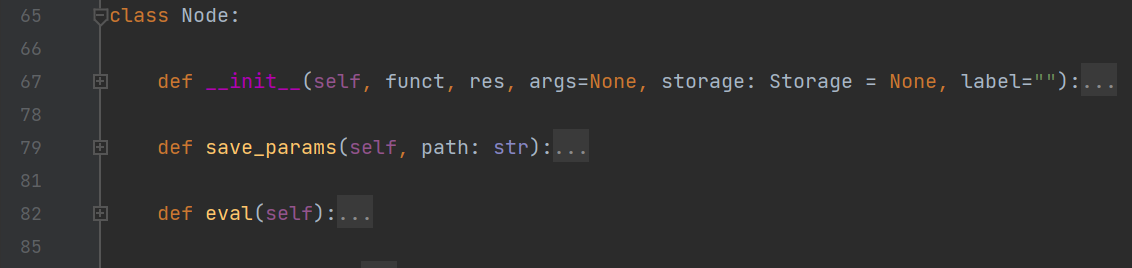 65 class Node:
66
67 def __init__(self, funct, res, args=None, storage: Storage = None, label=""):...
78
79 def save_params(self, path: str):...
81
82 def eval(self):...
85